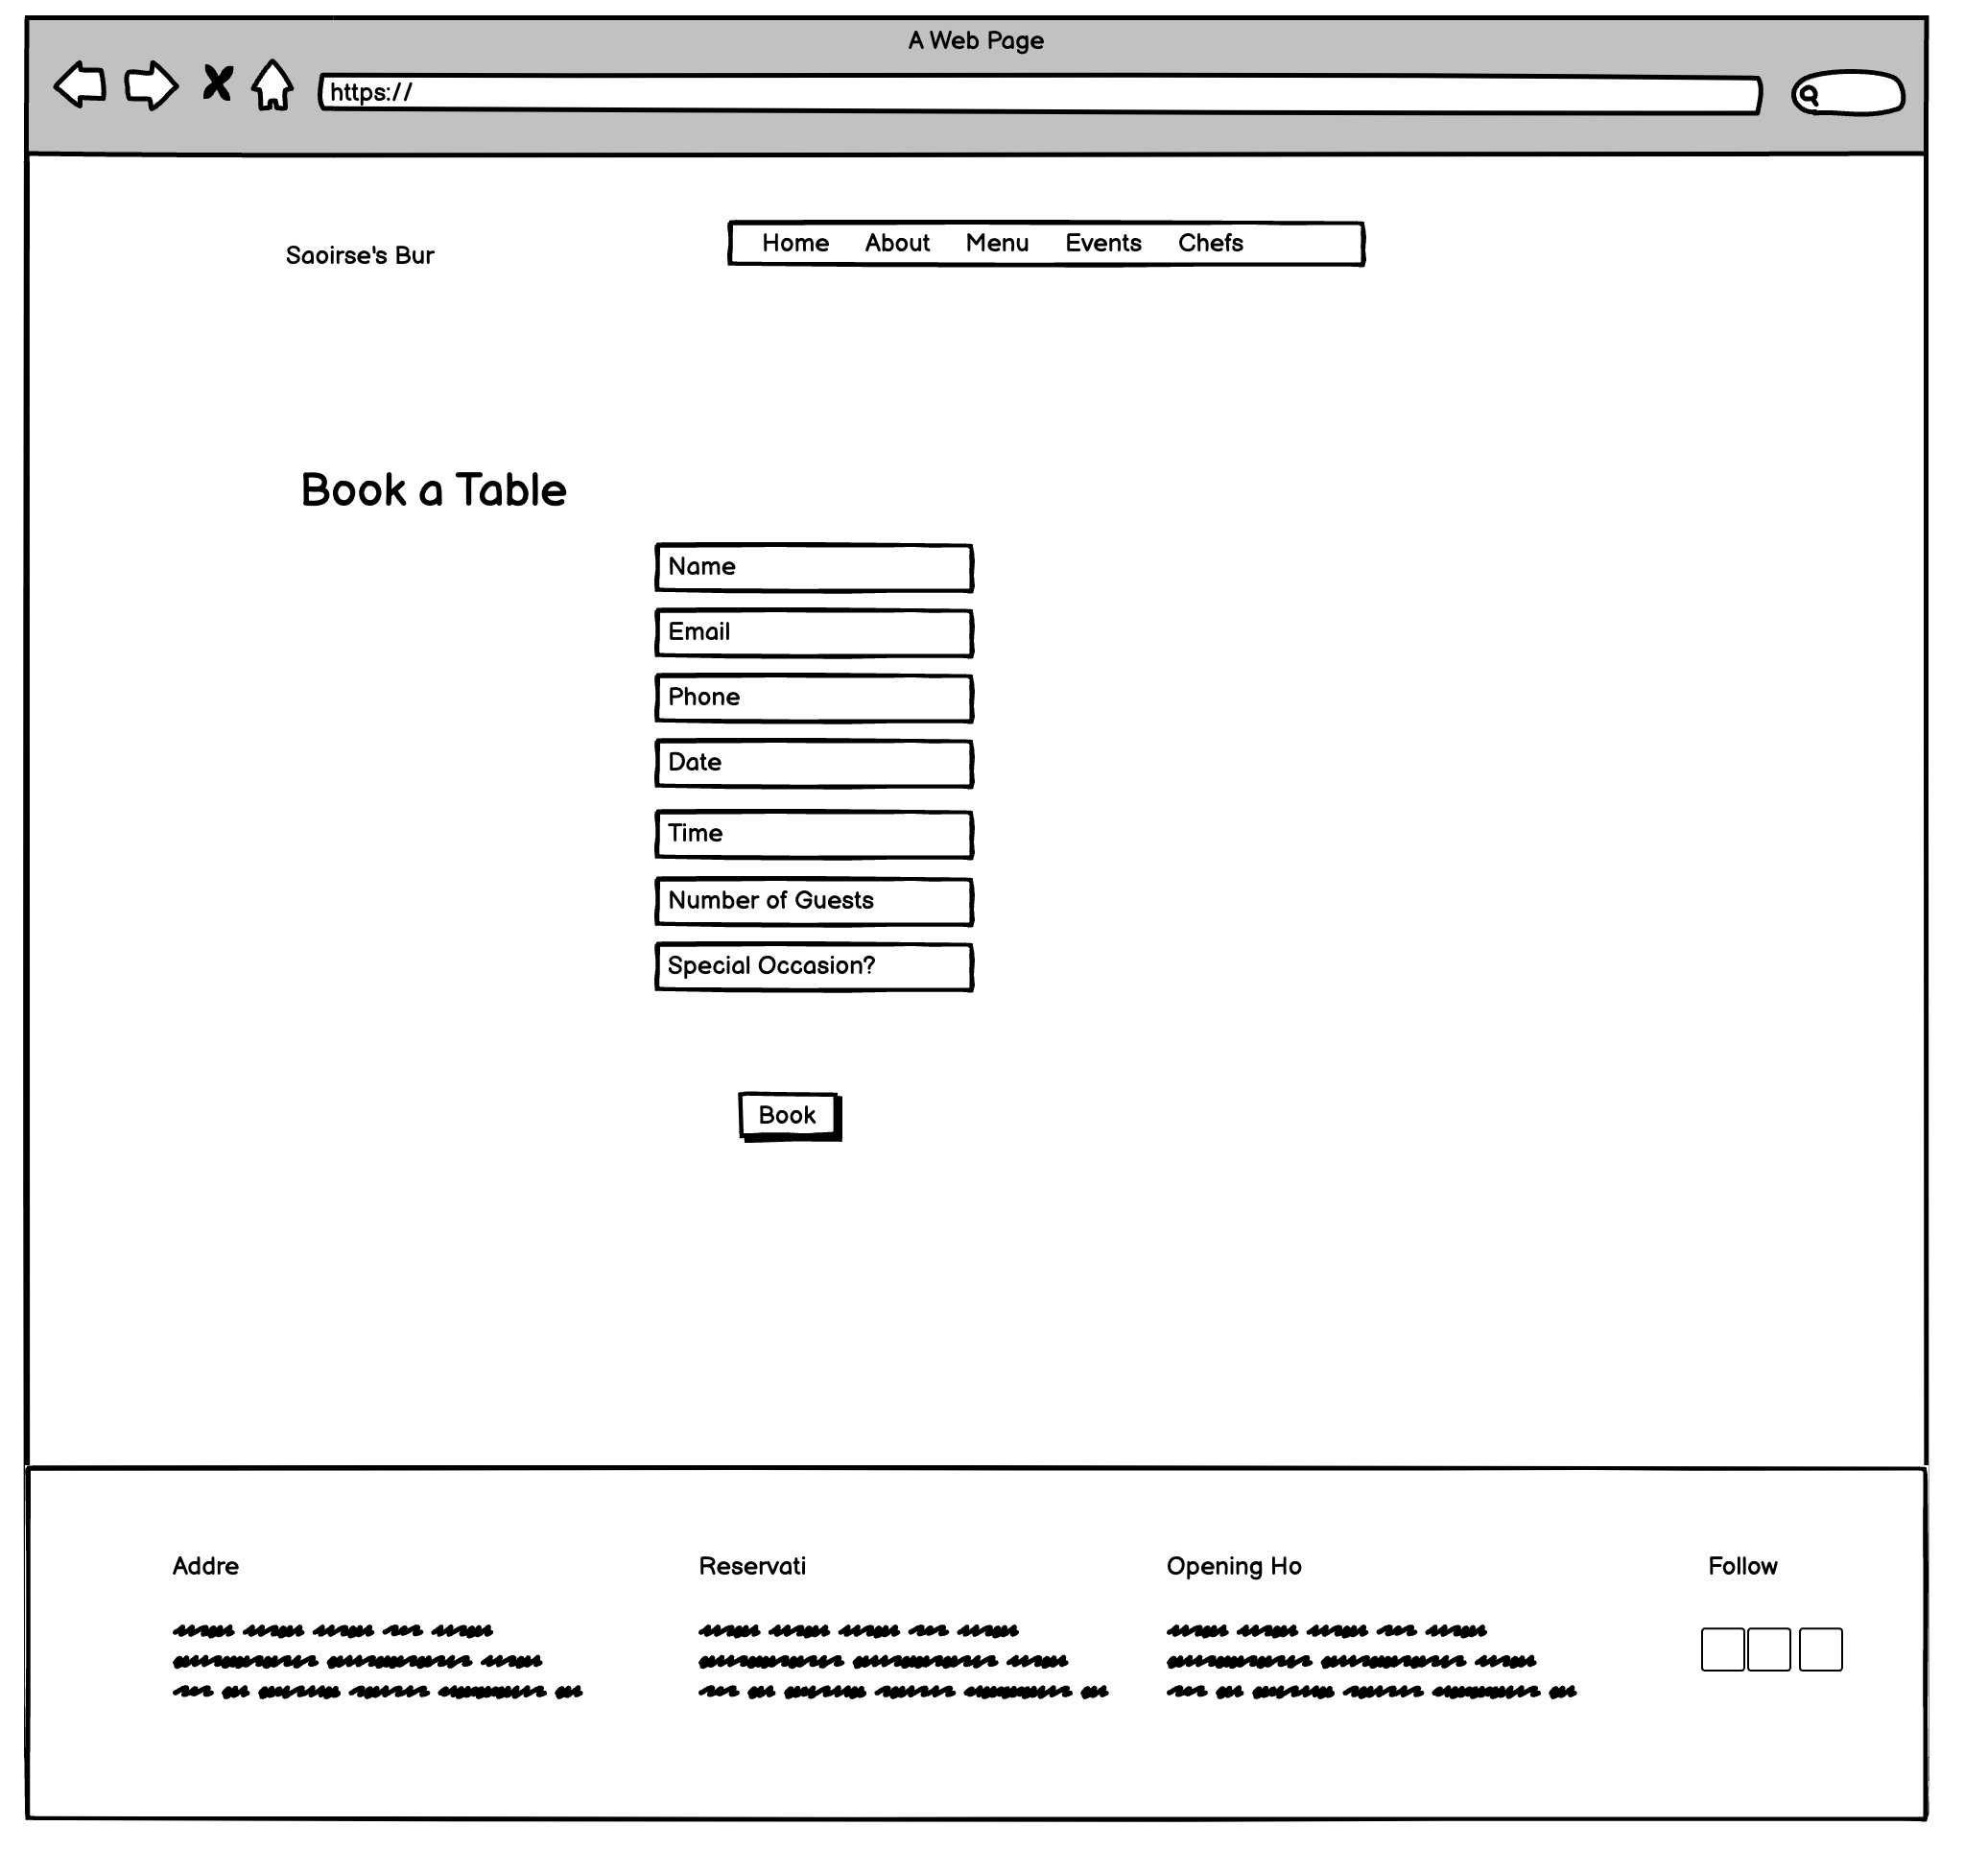 A Web Page
https://
Saoirse's Bur
Home About Menu Events Chefs
Book a Table
Name
Email
Phone
Date
Time
Number of Guests
Special Occasion?
Book
Addre
Reservati
Opening Ho
Follow